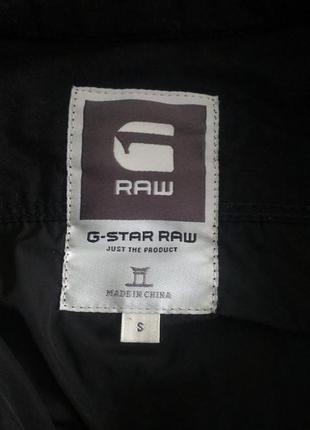 G
RAW
G-STAR RAW
JUST THE PRODUCT
MADE IN CHINA
S